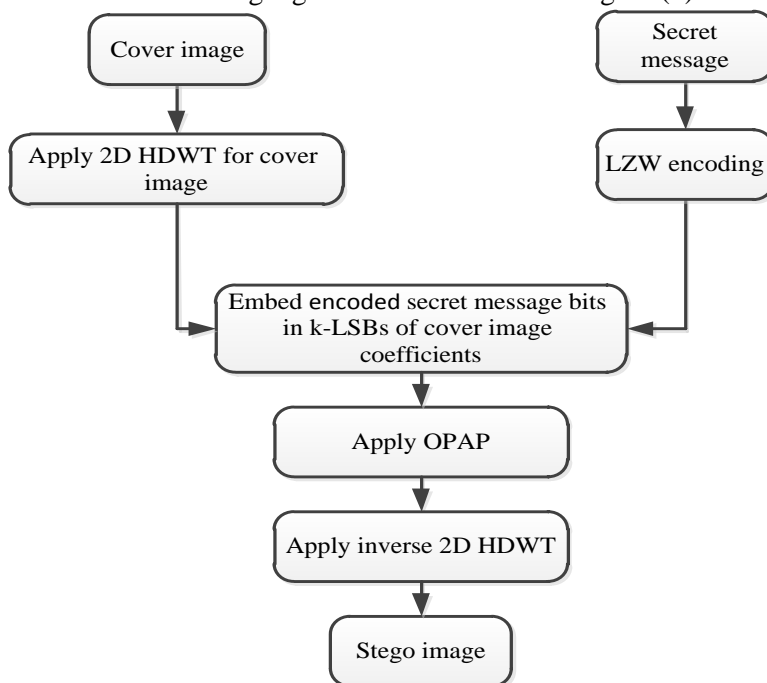 Cover image
Secret
message
Apply 2D HDWT for cover
image
LZW encoding
Embed encoded secret message bits
in k-LSBs of cover image
coefficients
Apply OPAP
Apply inverse 2D HDWT
Stego image